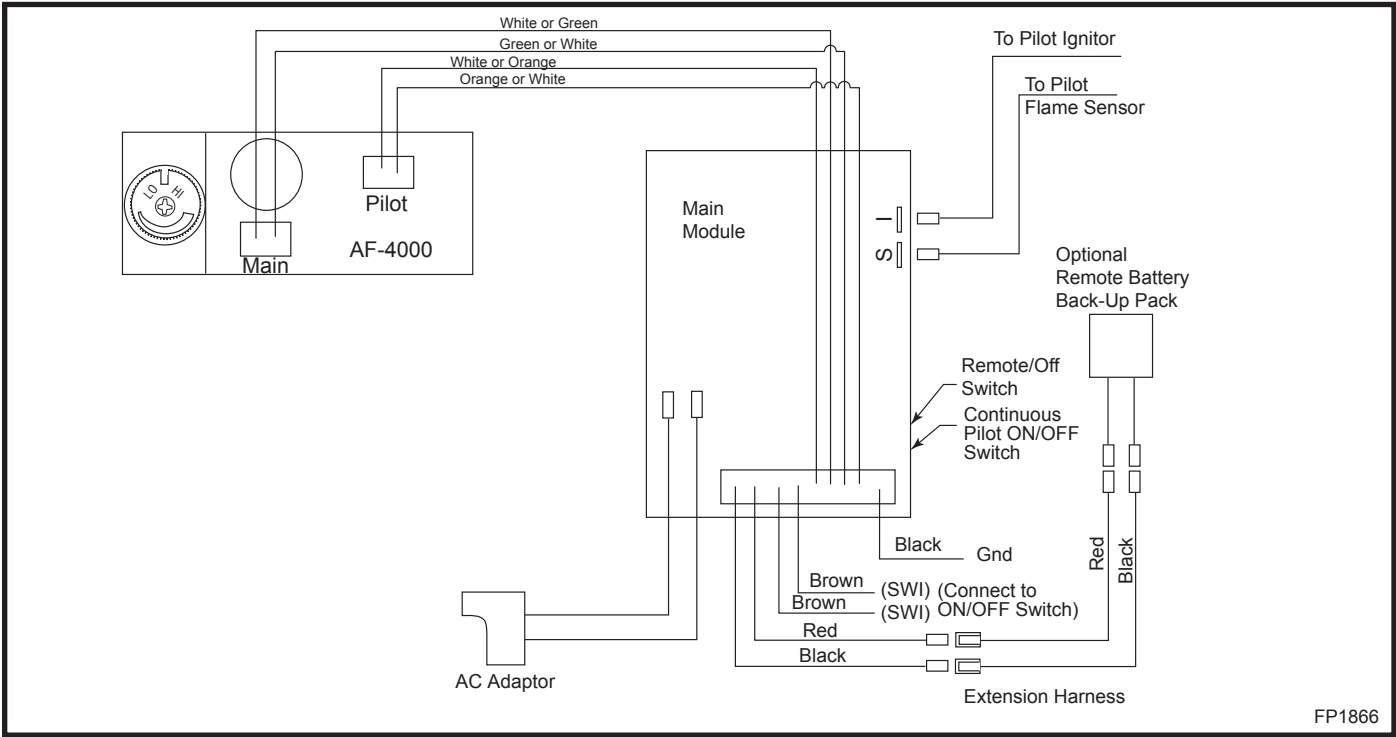 White or Green
Green or White
White or Orange
Orange or White
To Pilot Ignitor
To Pilot
Flame Sensor
LO HI
Pilot
Main
AF-4000
Main
Module
I
S
Optional
Remote Battery
Back-Up Pack
Remote/Off
Switch
Continuous
Pilot ON/OFF
Switch
Black
Gnd
Red
Black
Brown
(SWI) (Connect to
Brown
(SWI) ON/OFF Switch)
Red
Black
AC Adaptor
Extension Harness
FP1866